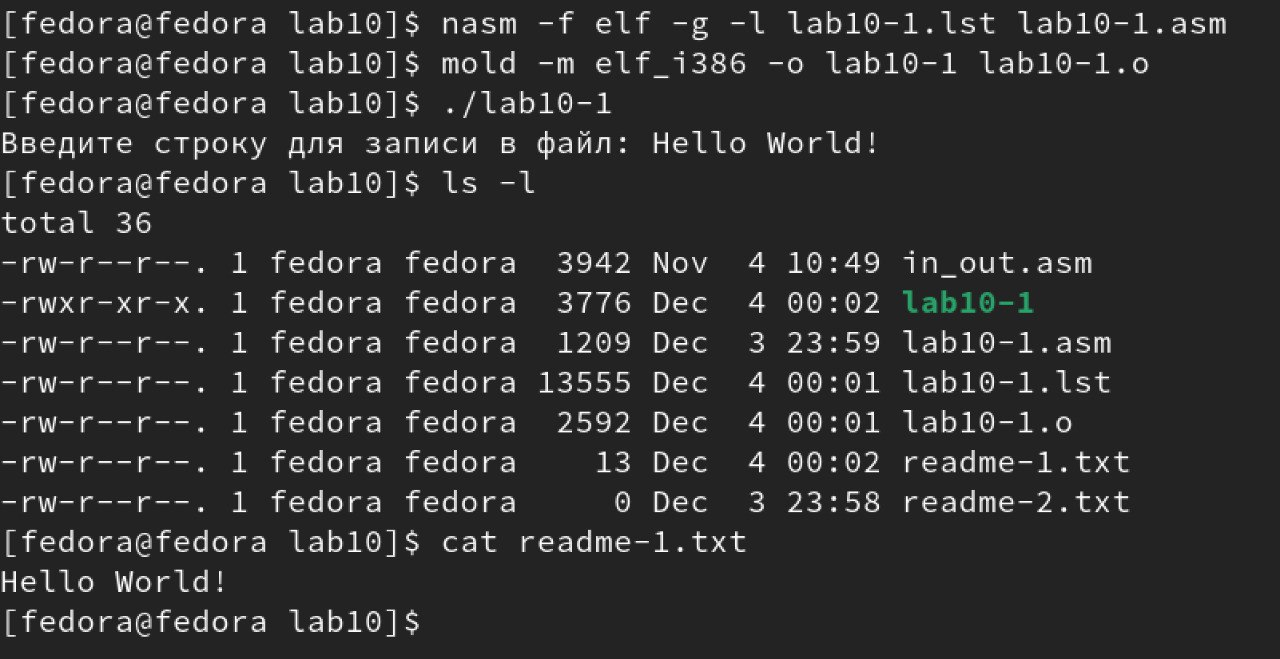 [fedora@fedora lab10]$ nasm -f elf -g -l lab10-1.lst lab10-1.asm
[fedora@fedora lab10]$ mold -m elf_i386 -o lab10-1 lab10-1.o
[fedora@fedora lab10]$ ./lab10-1
Введите строку для записи в файл: Hello World!
[fedora@fedora lab10]$ ls -l
total 36
-rw-r--r--. 1 fedora fedora  3942 Nov  4 10:49 in_out.asm
-rwxr-xr-x. 1 fedora fedora  3776 Dec  4 00:02 lab10-1
-rw-r--r--. 1 fedora fedora  1209 Dec  3 23:59 lab10-1.asm
-rw-r--r--. 1 fedora fedora 13555 Dec  4 00:01 lab10-1.lst
-rw-r--r--. 1 fedora fedora  2592 Dec  4 00:01 lab10-1.o
-rw-r--r--. 1 fedora fedora    13 Dec  4 00:02 readme-1.txt
-rw-r--r--. 1 fedora fedora     0 Dec  3 23:58 readme-2.txt
[fedora@fedora lab10]$ cat readme-1.txt
Hello World!
[fedora@fedora lab10]$